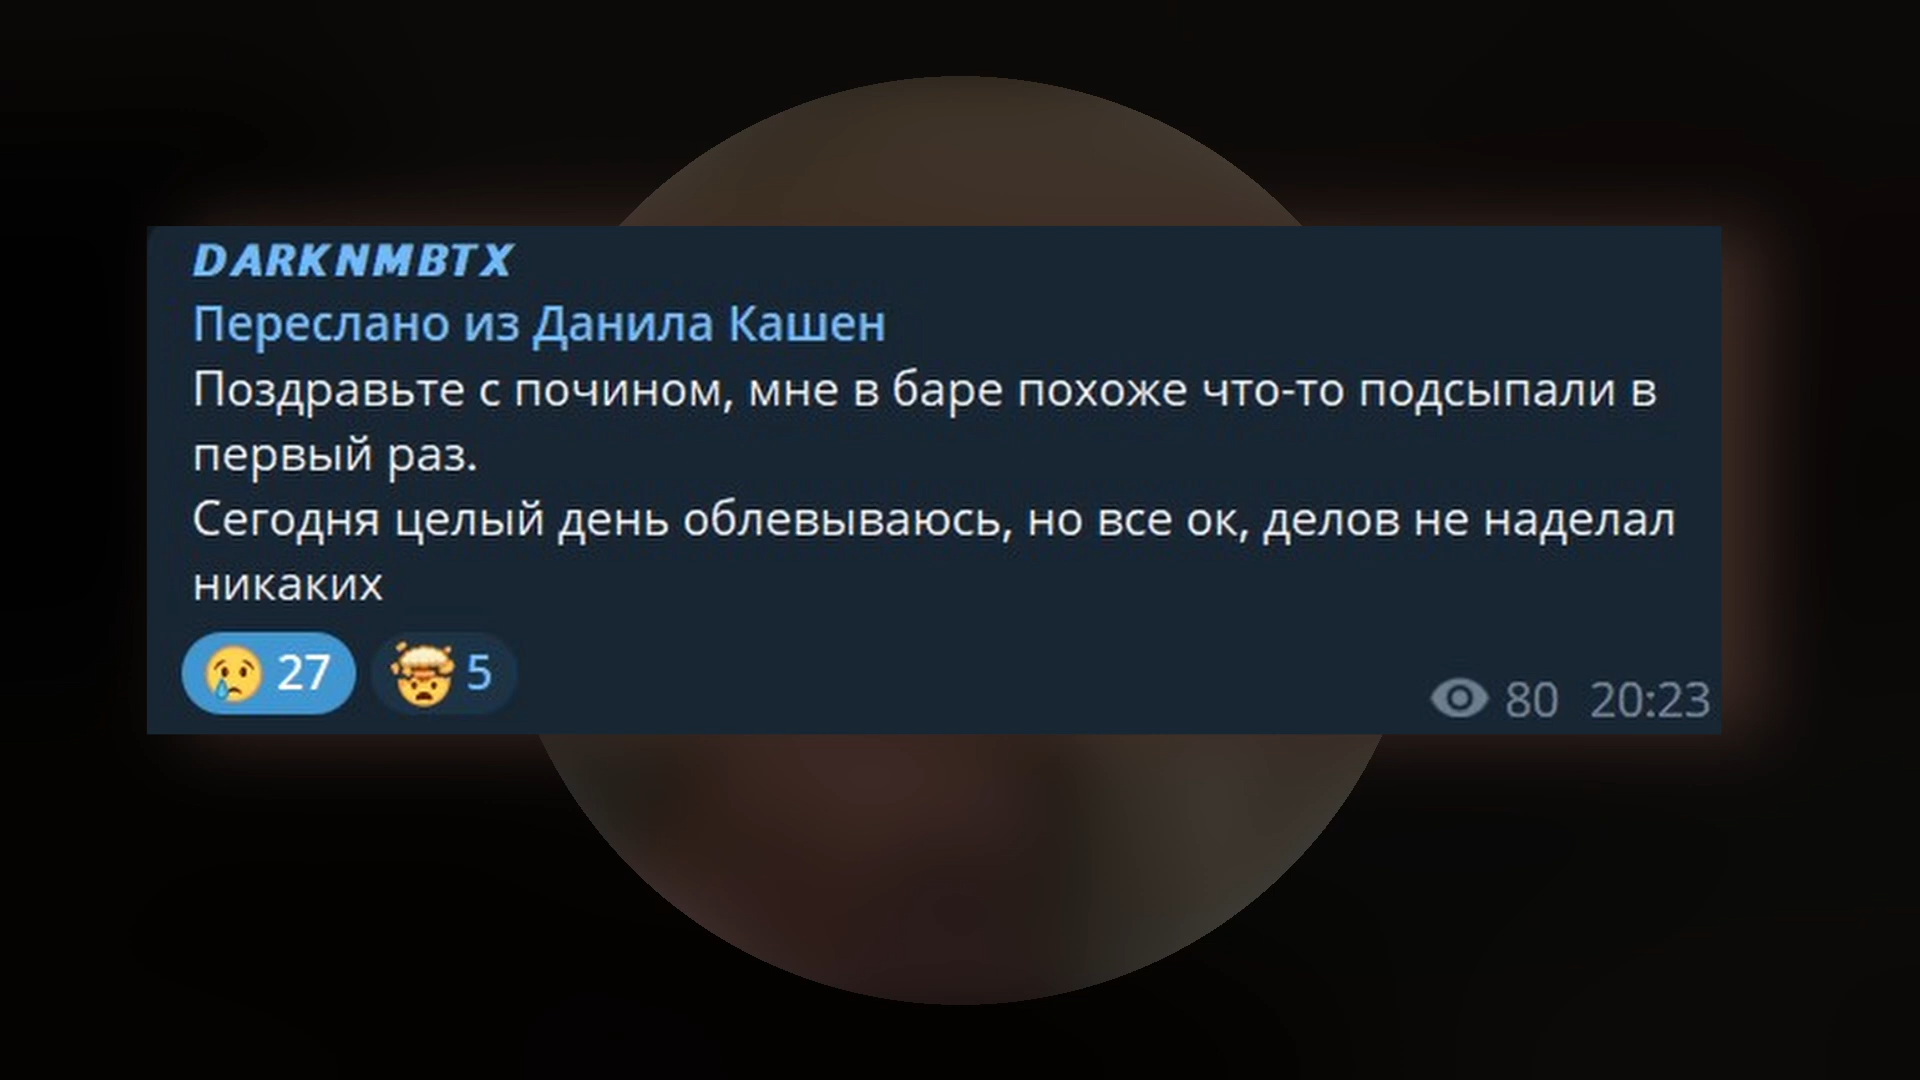 DARKNMBTX
Переслано из Данила Кашен
Поздравьте с почином, мне в баре похоже что-то подсыпали в
первый раз.
Сегодня целый день облевываюсь, но все ок, делов не наделал
никаких
27 5
80 20:23